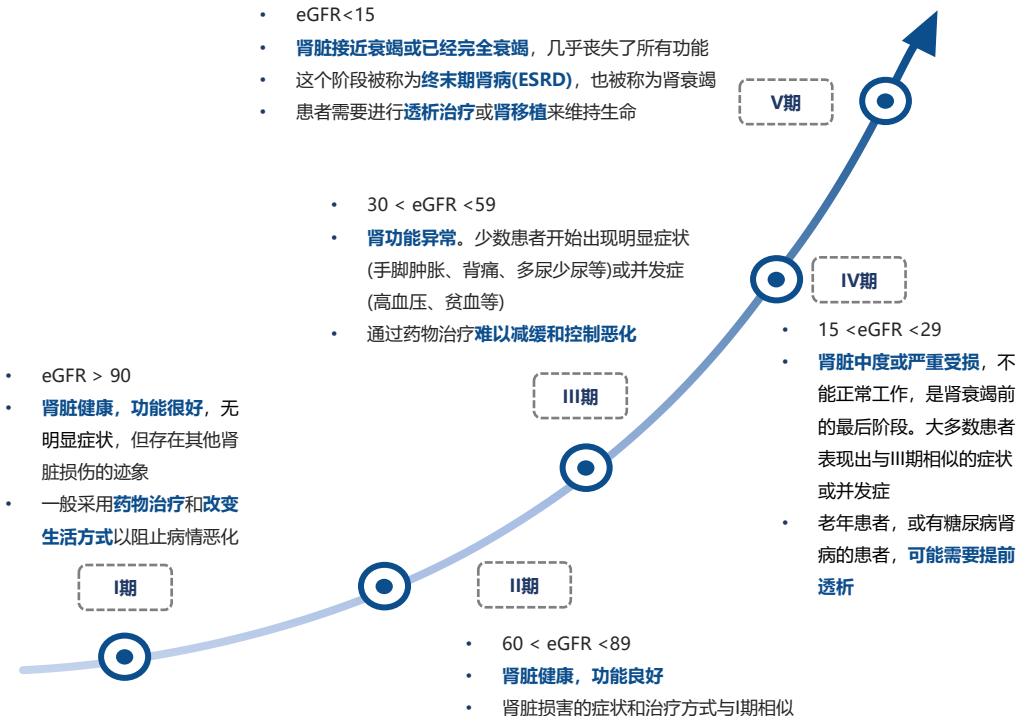 • eGFR<15
• 肾脏接近衰竭或已经完全衰竭，几乎丧失了所有功能
• 这个阶段被称为终末期肾病(ESRD)，也被称为肾衰竭
• 患者需要进行透析治疗或肾移植来维持生命
V期
• 30 < eGFR <59
• 肾功能异常。少数患者开始出现明显症状
(手脚肿胀、背痛、多尿少尿等)或并发症
(高血压、贫血等)
• 通过药物治疗难以减缓和控制恶化
III期
IV期
• 15 <eGFR <29
• 肾脏中度或严重受损，不
能正常工作，是肾衰竭前
的最后阶段。大多数患者
表现出与III期相似的症状
或并发症
• 老年患者，或有糖尿病肾
病的患者，可能需要提前
透析
• eGFR > 90
• 肾脏健康，功能很好，无
明显症状，但存在其他肾
脏损伤的迹象
• 一般采用药物治疗和改变
生活方式以阻止病情恶化
I期
II期
• 60 < eGFR <89
• 肾脏健康，功能良好
• 肾脏损害的症状和治疗方式与I期相似